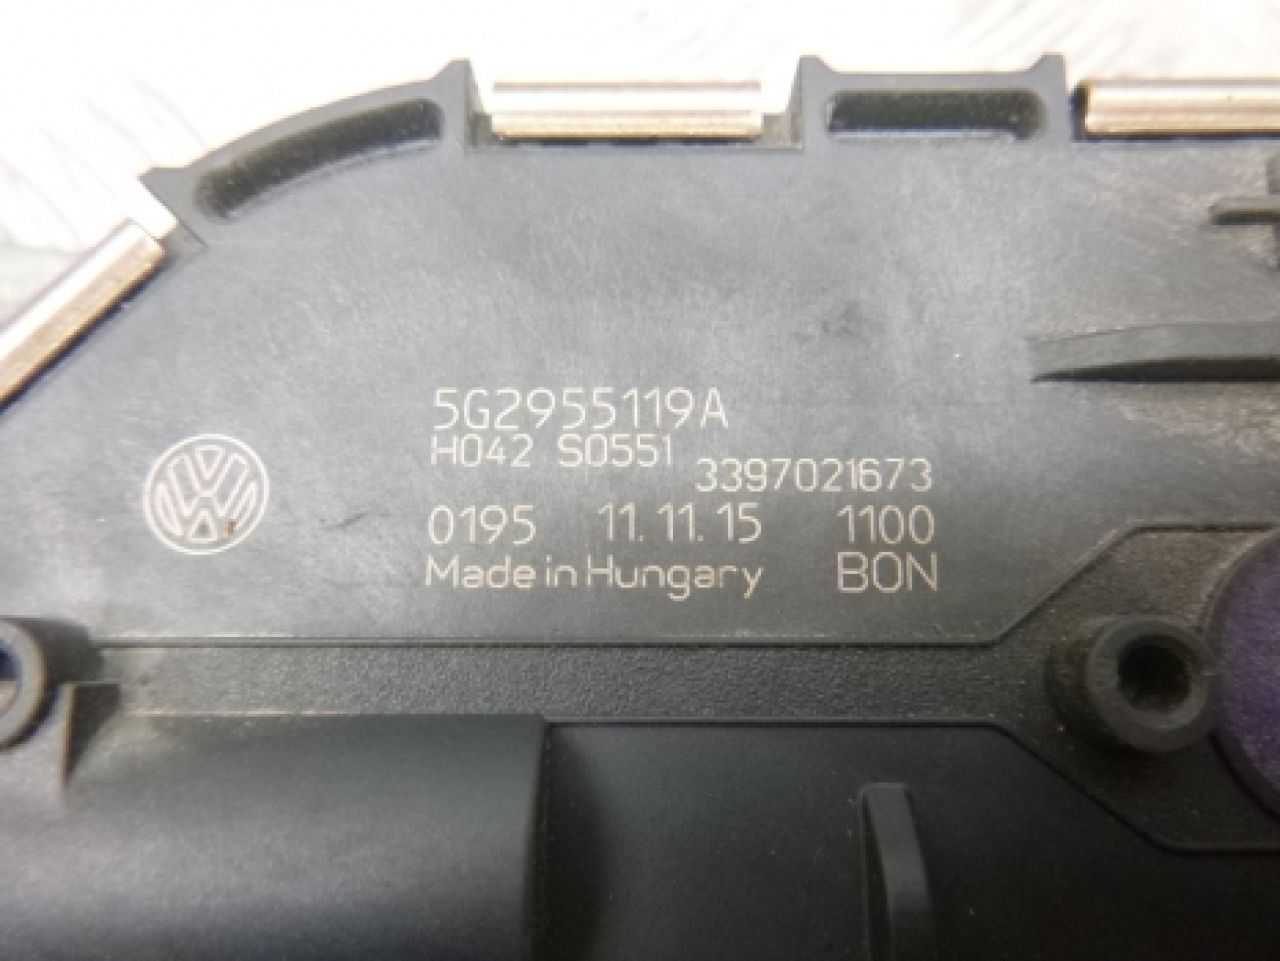 5G2955119A
H042 S0551
3397021673
0195 11.11.15 1100
Made in Hungary BON